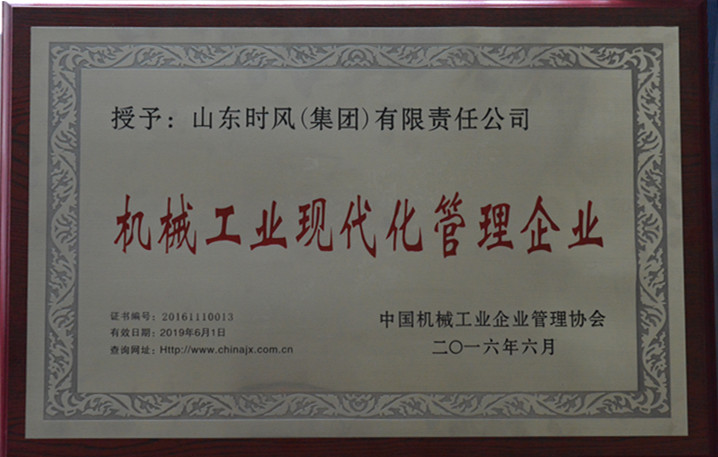 授予：山东时风(集团)有限责任公司
机械工业现代化管理企业
证书编号：20161110013
有效日期：2019年6月1日
查询网址：Http://www.chinajx.com.cn
中国机械工业企业管理协会
二〇一六年六月